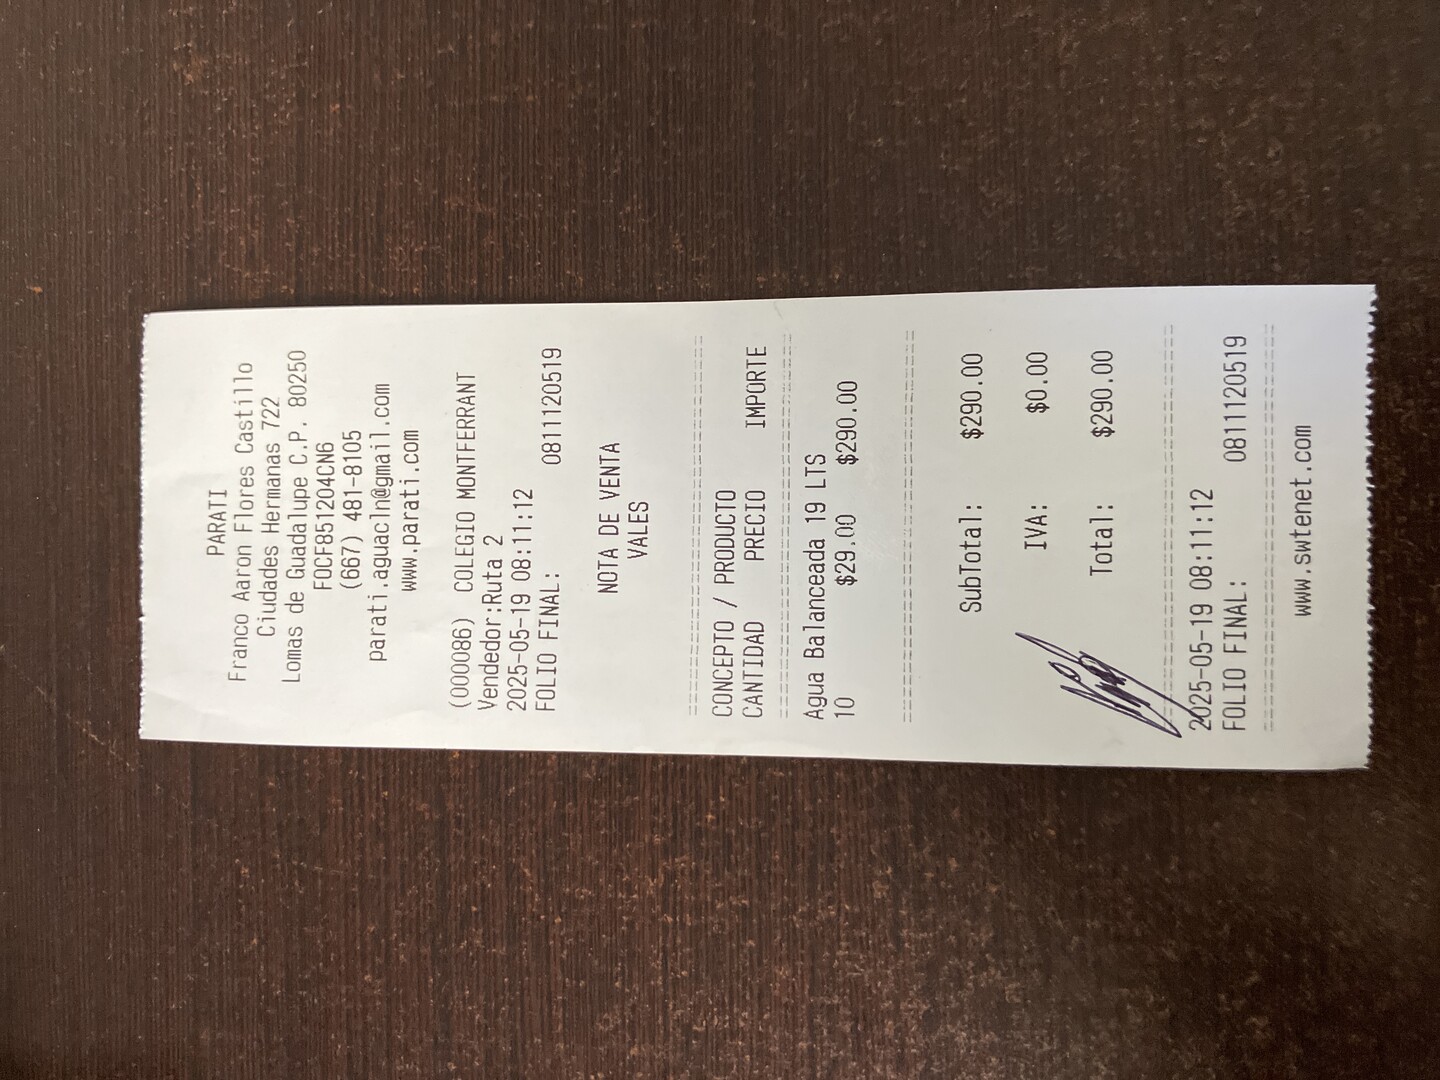 PARATI
Franco Aaron Flores Castillo
Ciudades Hermanas 722
Lomas de Guadalupe C.P. 80250
FOCF851204CN6
(667) 481-8105
parati.aguacln@gmail.com
www.parati.com
(000086) COLEGIO MONTFERRANT
Vendedor:Ruta 2
2025-05-19 08:11:12
FOLIO FINAL: 0811120519
NOTA DE VENTA
VALES
CONCEPTO / PRODUCTO
CANTIDAD PRECIO IMPORTE
Agua Balanceada 19 LTS
10 $29.00 $290.00
SubTotal: $290.00
IVA: $0.00
Total: $290.00
2025-05-19 08:11:12
FOLIO FINAL: 0811120519
www.swtenet.com